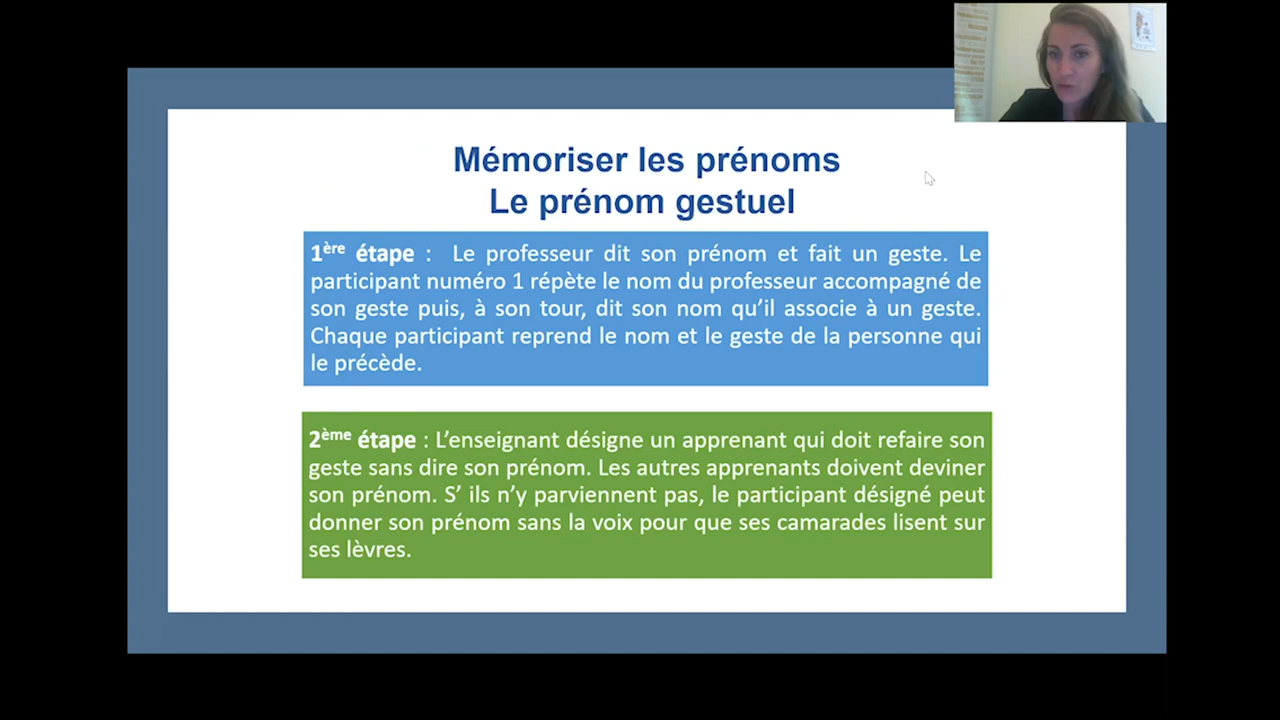 Mémoriser les prénoms
Le prénom gestuel
1ère étape : Le professeur dit son prénom et fait un geste. Le
participant numéro 1 répète le nom du professeur accompagné de
son geste puis, à son tour, dit son nom qu’il associe à un geste.
Chaque participant reprend le nom et le geste de la personne qui
le précède.
2ème étape : L’enseignant désigne un apprenant qui doit refaire son
geste sans dire son prénom. Les autres apprenants doivent deviner
son prénom. S’ ils n’y parviennent pas, le participant désigné peut
donner son prénom sans la voix pour que ses camarades lisent sur
ses lèvres.